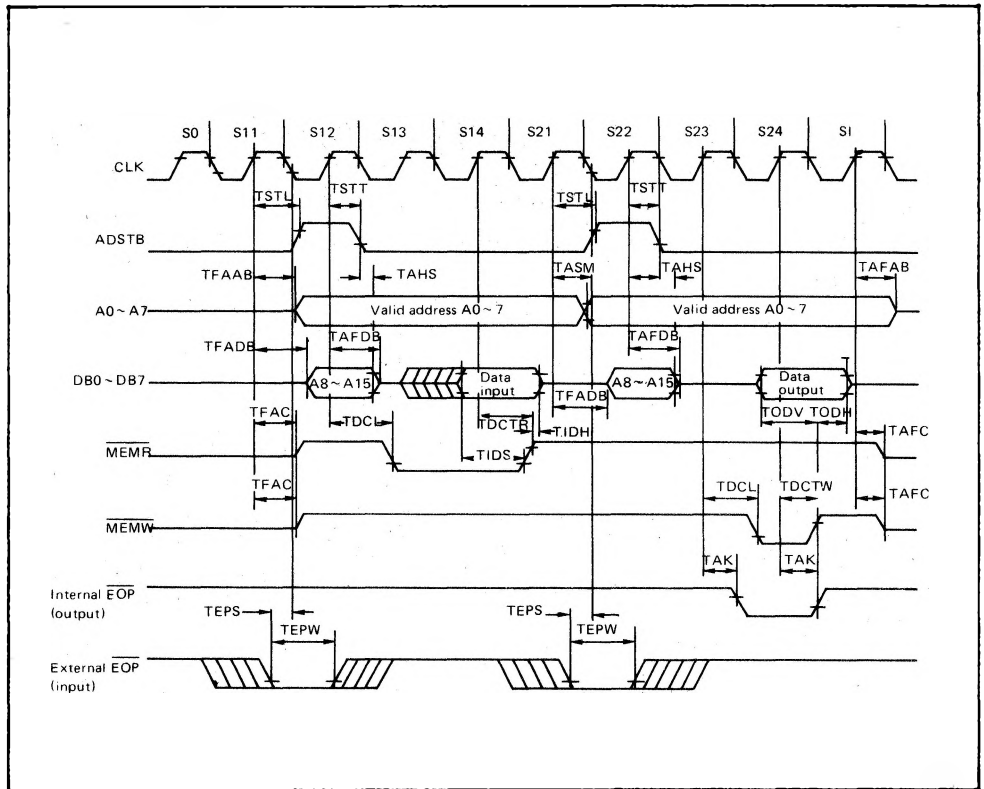 S0 S11 S12 S13 S14 S21 S22 S23 S24 SI
CLK
TSTL TSTT TSTL TSTT
ADSTB
TFAAB TAHS TASM TAHS TAFAB
A0~A7 Valid address A0~7 Valid address A0~7
TFADB TAFDB TAFDB
DB0~DB7 A8~A15 Data input TFADB A8~A15 Data output
TFAC TDCL TDCTR TIDH TODV TODH TAFC
MEMR TIDS
TFAC TDCL TDCTW TAFC
MEMW
TAK TAK
Internal EOP
(output)
TEPS TEPS
TEPW TEPW
External EOP
(input)